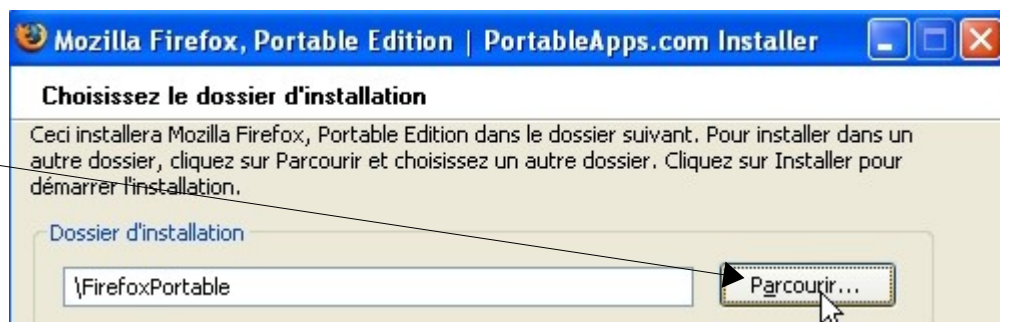 Mozilla Firefox, Portable Edition | PortableApps.com Installer
Choisissez le dossier d'installation
Ceci installera Mozilla Firefox, Portable Edition dans le dossier suivant. Pour installer dans un
autre dossier, cliquez sur Parcourir et choisissez un autre dossier. Cliquez sur Installer pour
démarrer l'installation.
Dossier d'installation
\FirefoxPortable
Parcourir...